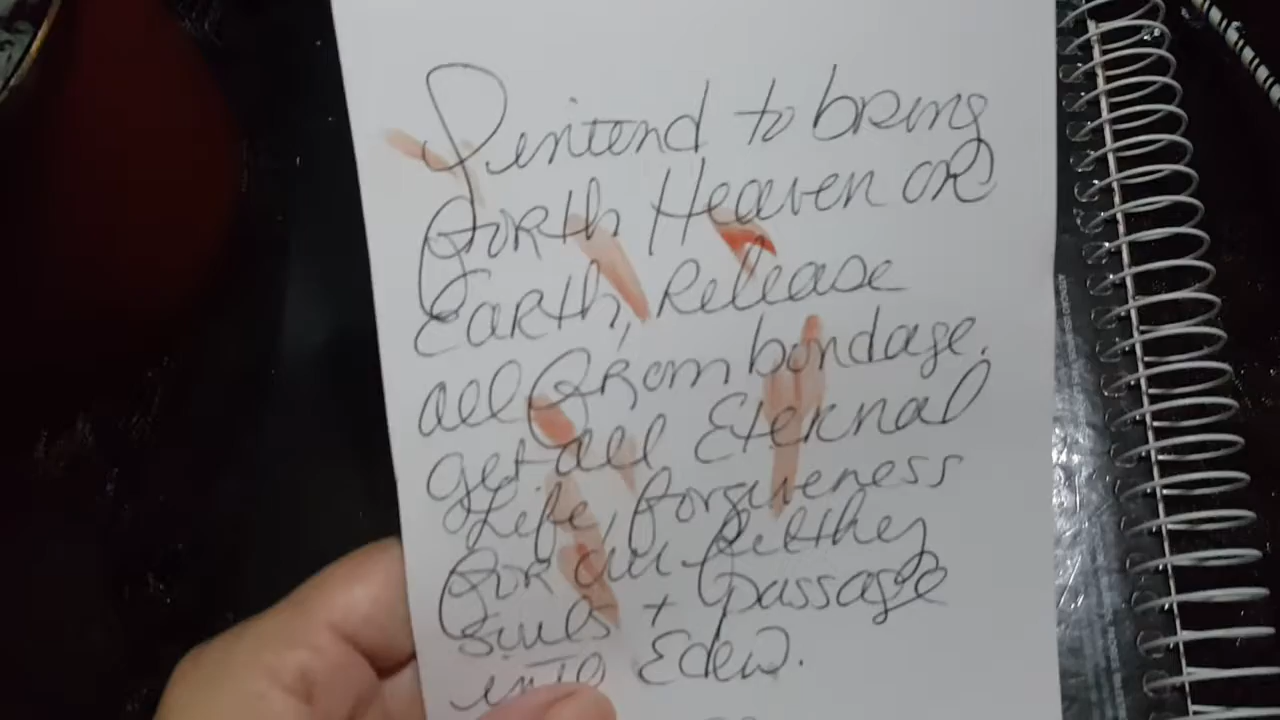 I intend to bring
forth Heaven on
Earth, Release
all from bondage.
get all Eternal
Life, forgiveness
for all filthy
sins + passage
into Eden.